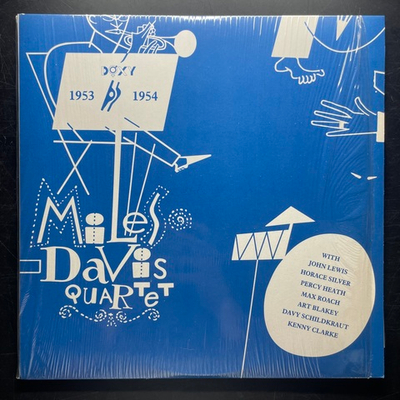 DOXY
1953 1954
Miles
Davis
QUARTET
WITH
JOHN LEWIS
HORACE SILVER
PERCY HEATH
MAX ROACH
ART BLAKEY
DAVY SCHILDKRAUT
KENNY CLARKE